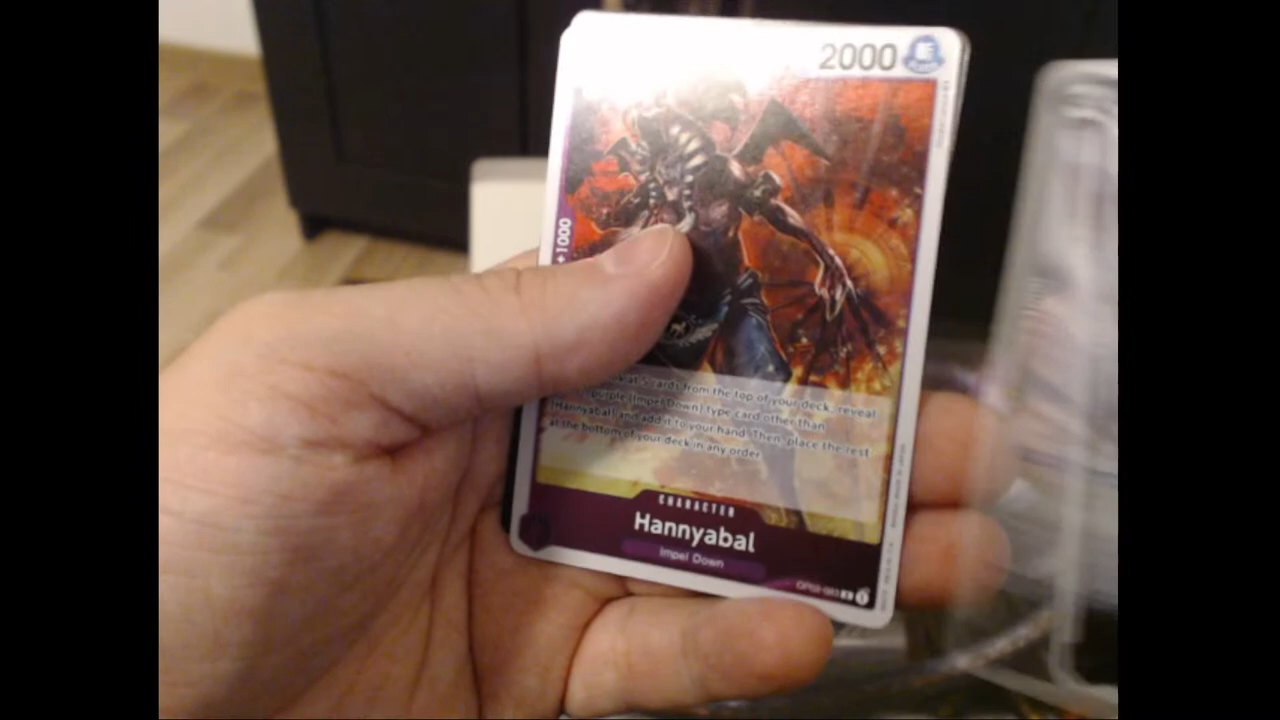 2000
+1000
at 5 cards from the top of your deck, reveal
purple {Impel Down} type card other than
[Hannyabal] and add it to your hand. Then, place the rest
at the bottom of your deck in any order.
CHARACTER
Hannyabal
Impel Down